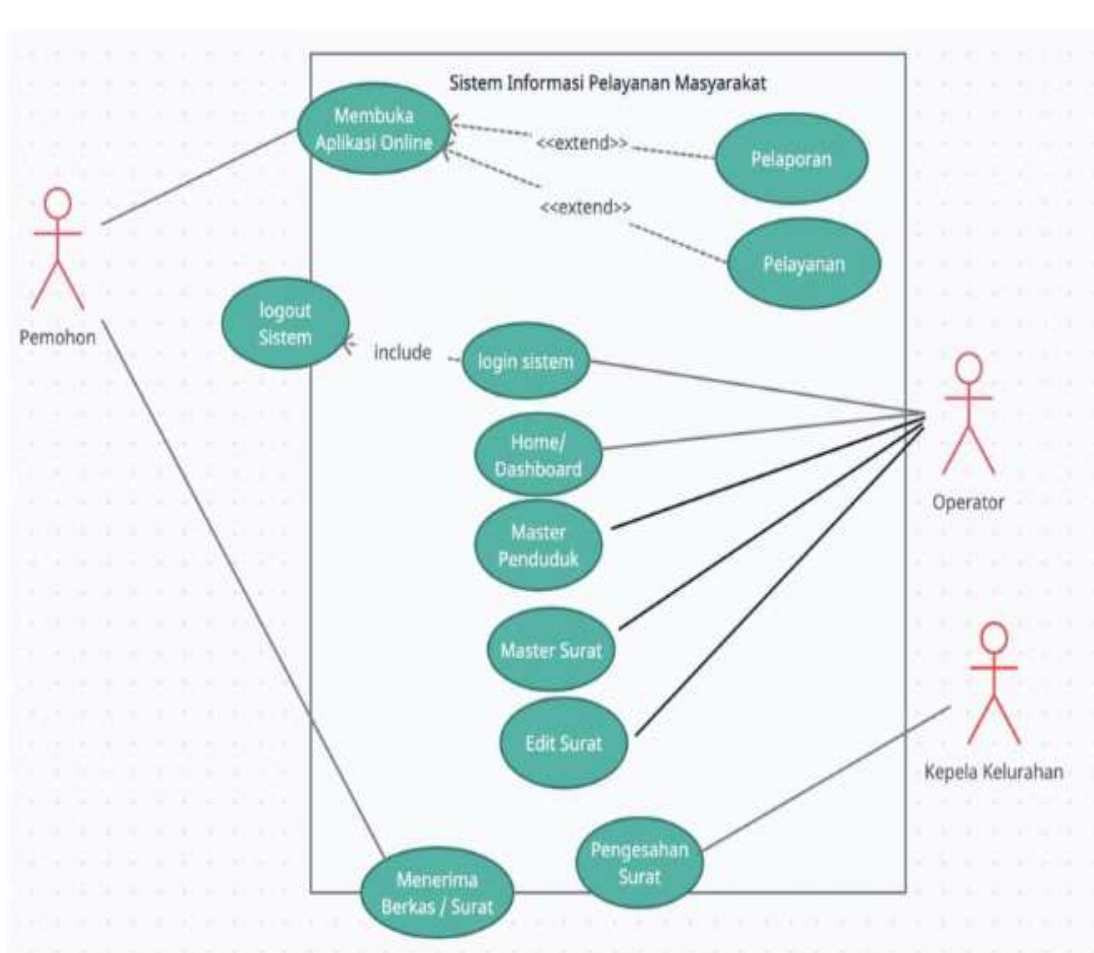 Sistem Informasi Pelayanan Masyarakat
Membuka
Aplikasi Online
<<extend>>
Pelaporan
<<extend>>
Pelayanan
logout
Sistem
Pemohon
include
login sistem
Home/
Dashboard
Operator
Master
Penduduk
Master Surat
Edit Surat
Kepela Kelurahan
Pengesahan
Surat
Menerima
Berkas / Surat